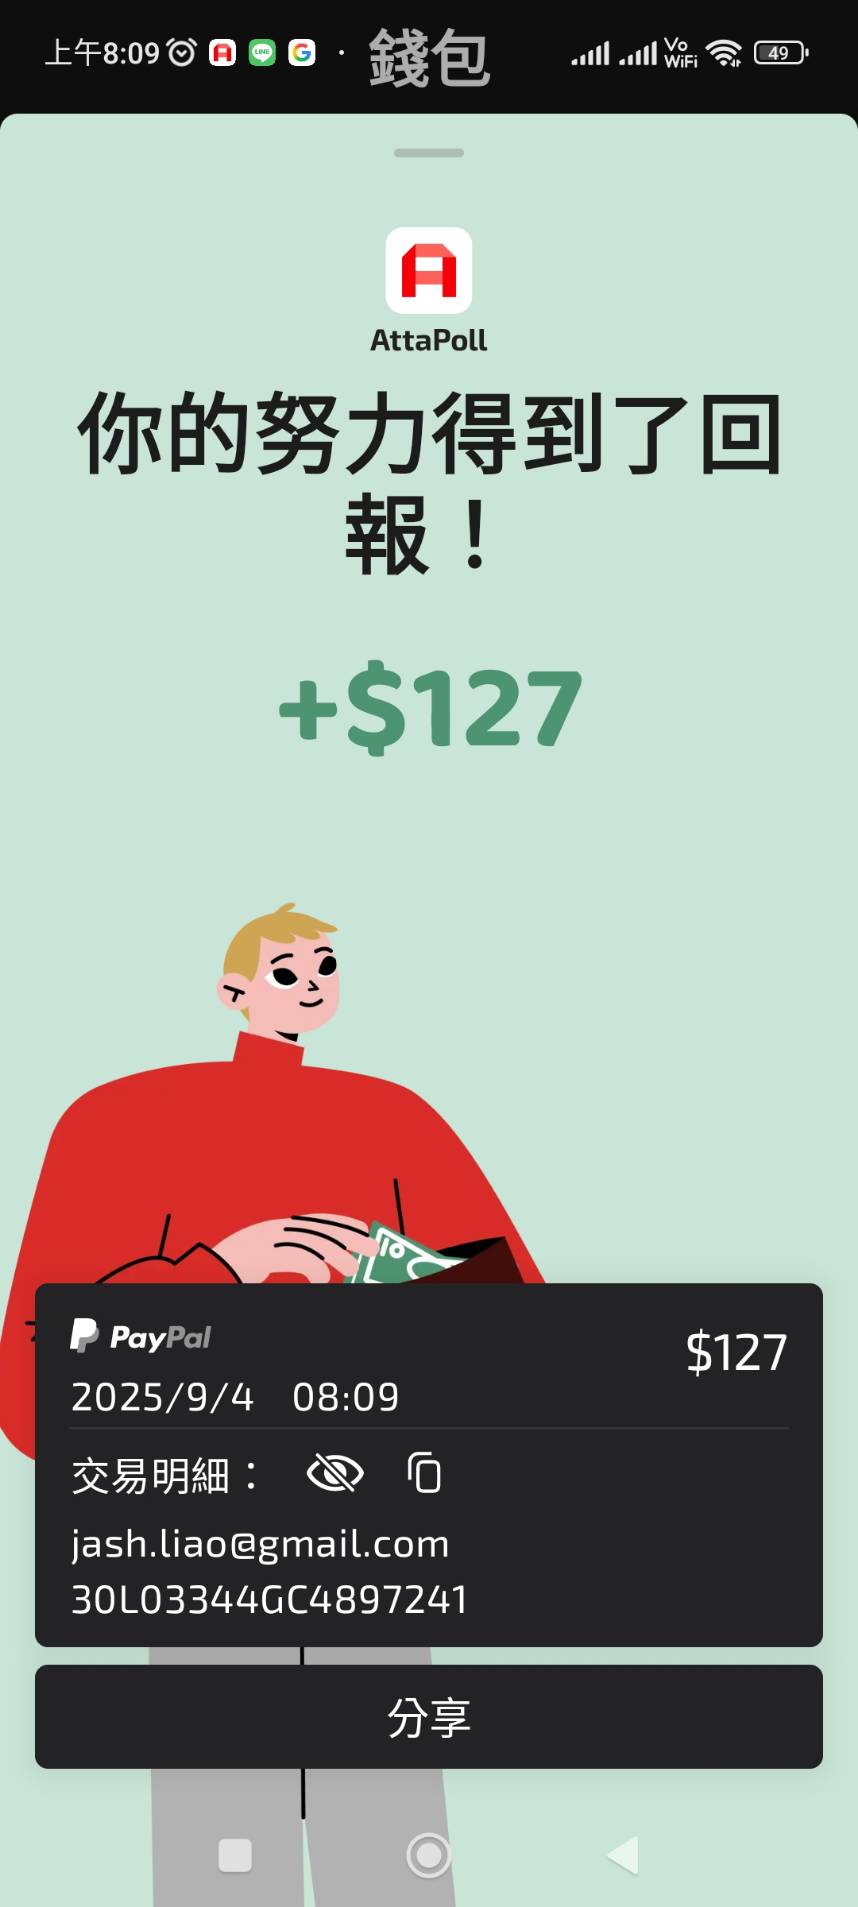 上午8:09 LINE G · 錢包 Vo WiFi 49
AttaPoll
你的努力得到了回
報！
+$127
10
PayPal
$127
2025/9/4 08:09
交易明細：
jash.liao@gmail.com
30L03344GC4897241
分享